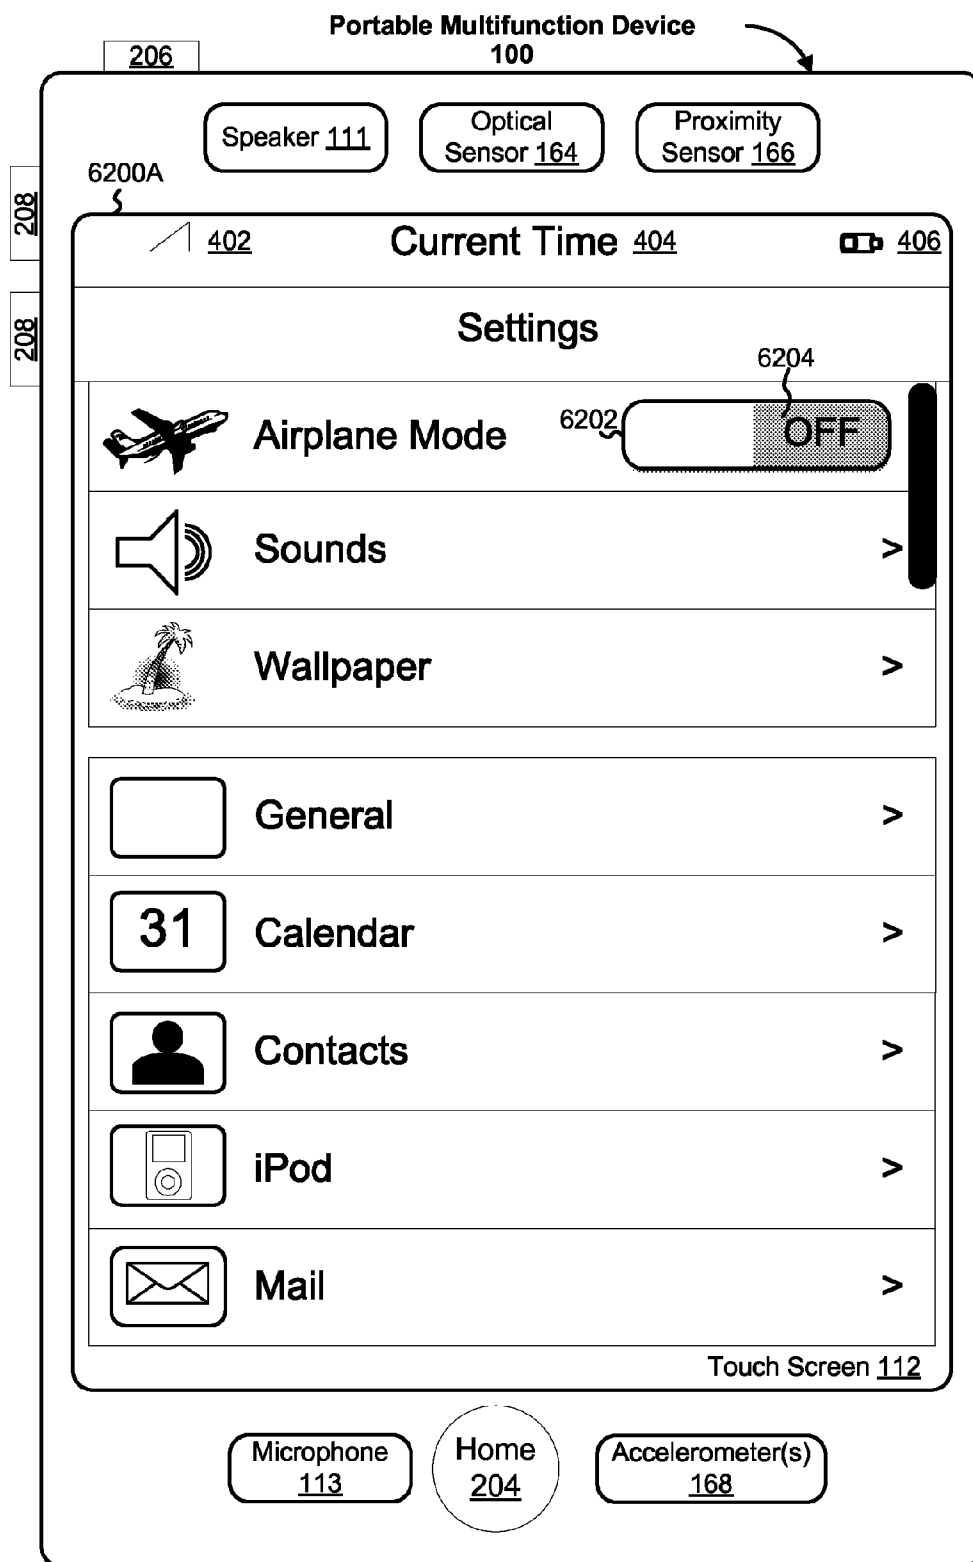 Portable Multifunction Device
100
206
Speaker 111
Optical
Sensor 164
Proximity
Sensor 166
6200A
208
208
402
Current Time 404
406
Settings
6204
Airplane Mode
6202
OFF
Sounds
>
Wallpaper
>
General
>
31
Calendar
>
Contacts
>
iPod
>
Mail
>
Touch Screen 112
Microphone
113
Home
204
Accelerometer(s)
168